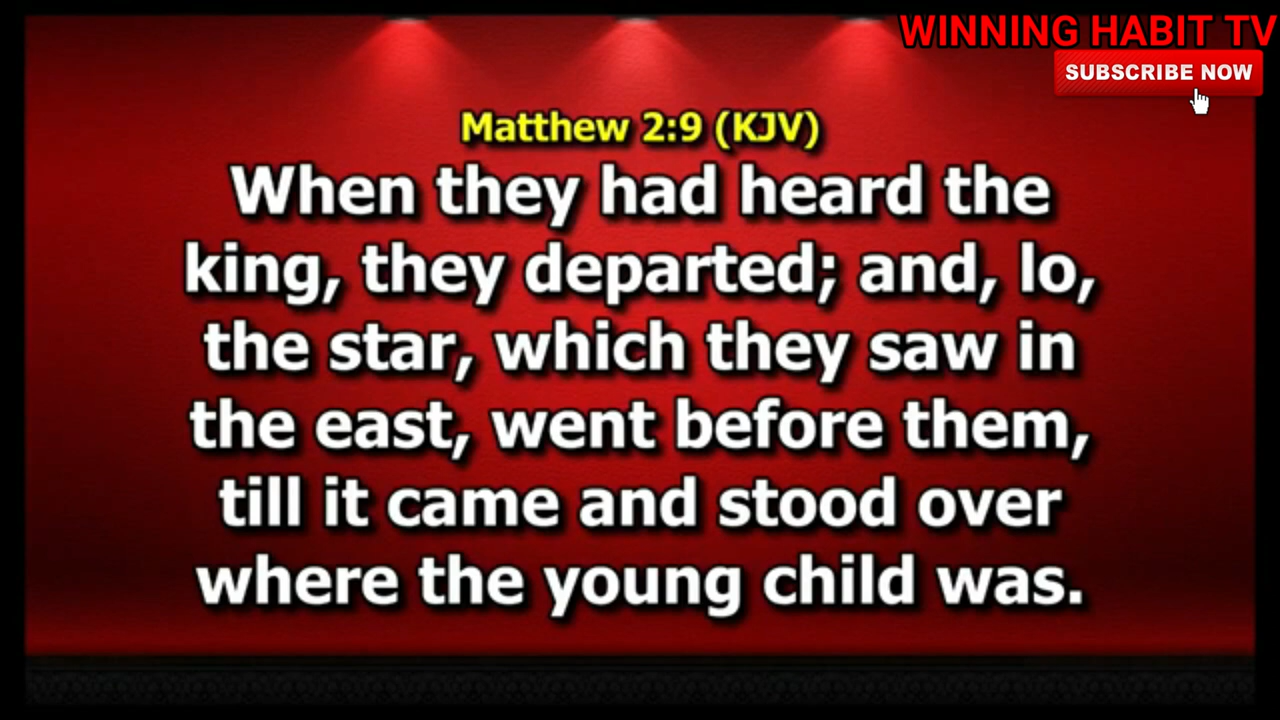 WINNING HABIT TV
SUBSCRIBE NOW
Matthew 2:9 (KJV)
When they had heard the
king, they departed; and, lo,
the star, which they saw in
the east, went before them,
till it came and stood over
where the young child was.